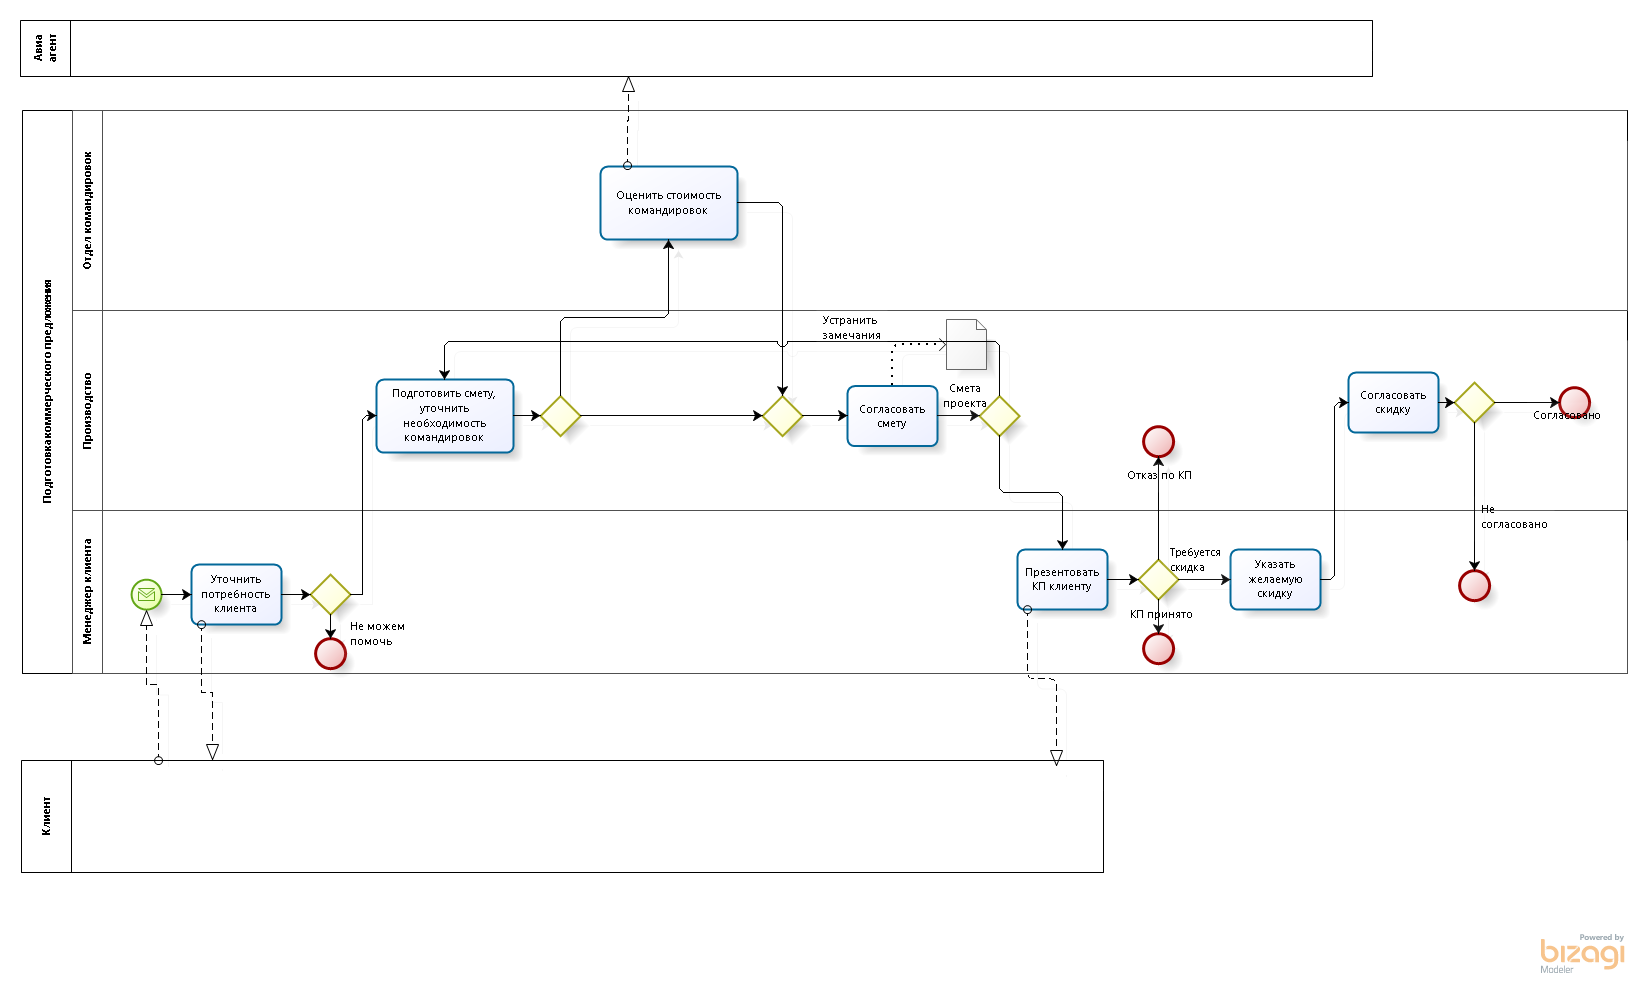 Авиа
агент
Подготовка коммерческого предложения
Отдел командировок
Оценить стоимость
командировок
Производство
Устранить
замечания
Подготовить смету,
уточнить
необходимость
командировок
Согласовать
смету
Смета
проекта
Согласовать
скидку
Согласовано
Отказ по КП
Не
согласовано
Менеджер клиента
Уточнить
потребность
клиента
Не можем
помочь
Презентовать
КП клиенту
Требуется
скидка
КП принято
Указать
желаемую
скидку
Клиент
Powered by
bizagi
Modeler